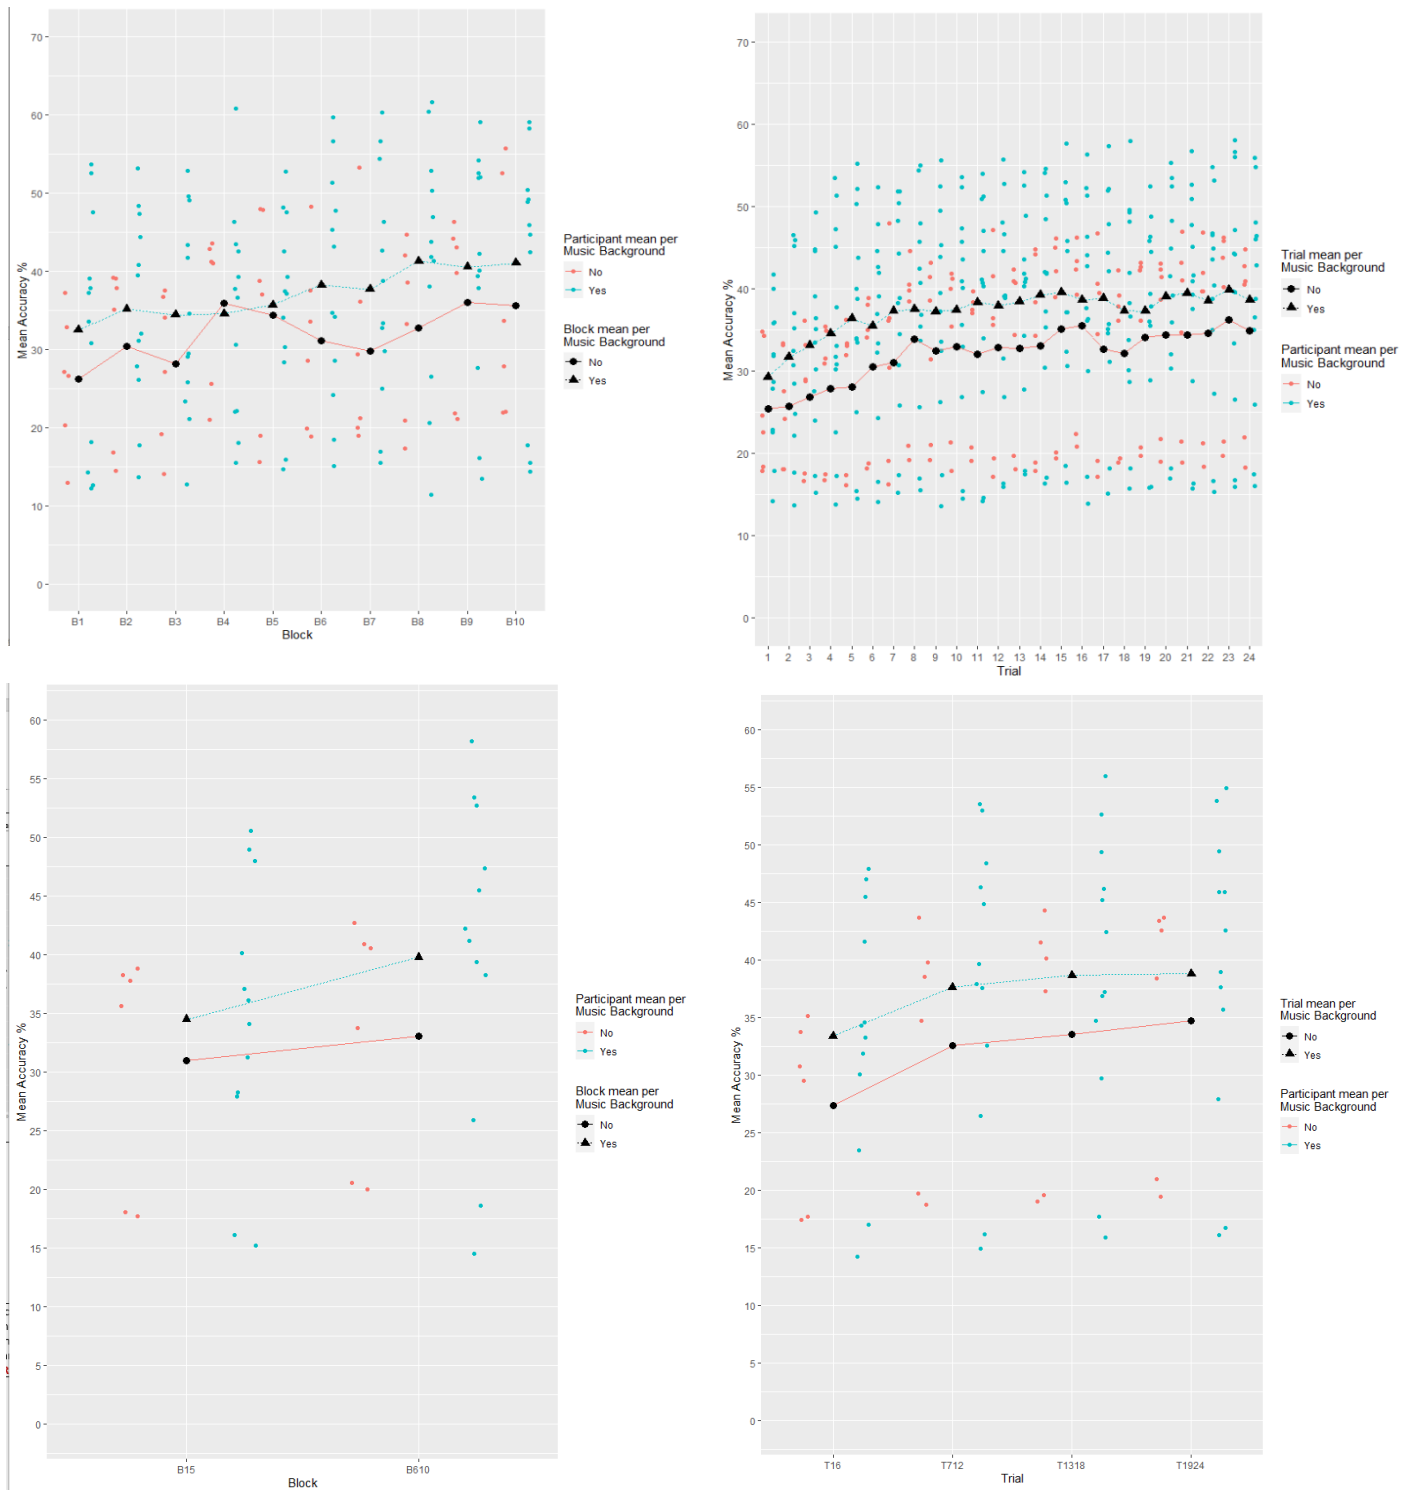 70
60
50
40
30
20
10
0
Mean Accuracy %
B1 B2 B3 B4 B5 B6 B7 B8 B9 B10
Block
Participant mean per
Music Background
No
Yes
Block mean per
Music Background
No
Yes
70
60
50
40
30
20
10
0
Mean Accuracy %
1 2 3 4 5 6 7 8 9 10 11 12 13 14 15 16 17 18 19 20 21 22 23 24
Trial
Trial mean per
Music Background
No
Yes
Participant mean per
Music Background
No
Yes
60
55
50
45
40
35
30
25
20
15
10
5
0
Mean Accuracy %
B15 B610
Block
Participant mean per
Music Background
No
Yes
Block mean per
Music Background
No
Yes
60
55
50
45
40
35
30
25
20
15
10
5
0
Mean Accuracy %
T16 T712 T1318 T1924
Trial
Trial mean per
Music Background
No
Yes
Participant mean per
Music Background
No
Yes